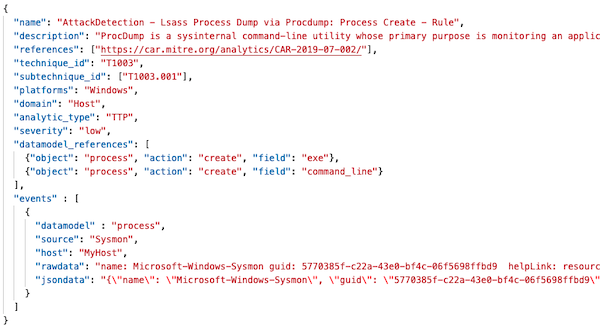 {
"name": "AttackDetection - Lsass Process Dump via Procdump: Process Create - Rule",
"description": "ProcDump is a sysinternal command-line utility whose primary purpose is monitoring an applic
"references": ["https://car.mitre.org/analytics/CAR-2019-07-002/"],
"technique_id": "T1003",
"subtechnique_id": ["T1003.001"],
"platforms": "Windows",
"domain": "Host",
"analytic_type": "TTP",
"severity": "low",
"datamodel_references": [
{"object": "process", "action": "create", "field": "exe"},
{"object": "process", "action": "create", "field": "command_line"}
],
"events" : [
{
"datamodel" : "process",
"source": "Sysmon",
"host": "MyHost",
"rawdata": "name: Microsoft-Windows-Sysmon guid: 5770385f-c22a-43e0-bf4c-06f5698ffbd9 helpLink: resourc
"jsondata": "{\"name\": \"Microsoft-Windows-Sysmon\", \"guid\": \"5770385f-c22a-43e0-bf4c-06f5698ffbd9\"
}
]
}